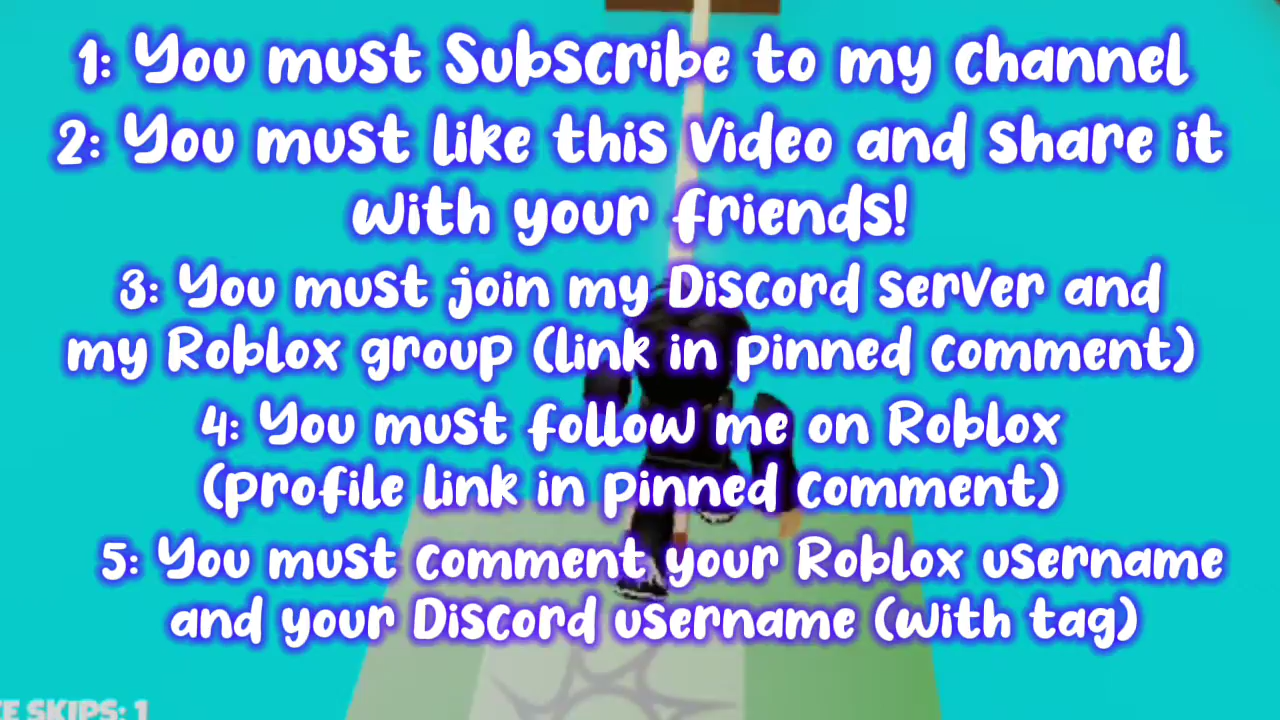 1: You must Subscribe to my channel
2: You must like this video and share it
with your friends!
3: You must join my Discord server and
my Roblox group (link in pinned comment)
4: You must follow me on Roblox
(profile link in pinned comment)
5: You must comment your Roblox username
and your Discord username (with tag)
SKIPS: 1